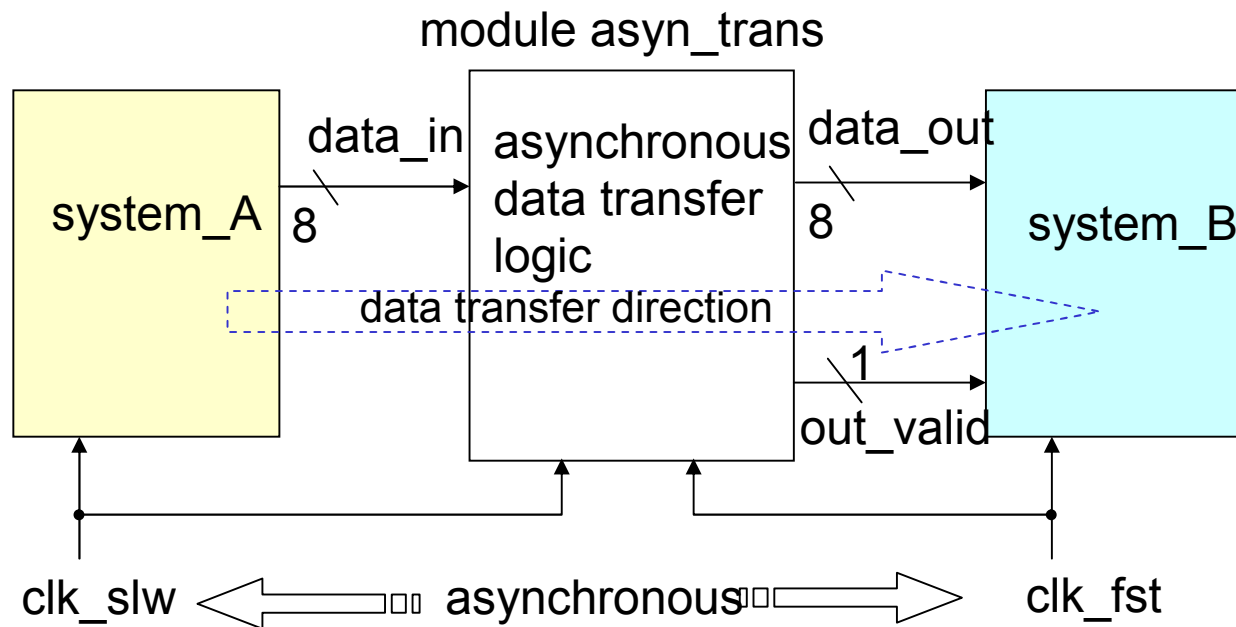 module asyn_trans
system_A
data_in
8
asynchronous
data transfer
logic
data_out
8
system_B
data transfer direction
1
out_valid
clk_slw
asynchronous
clk_fst